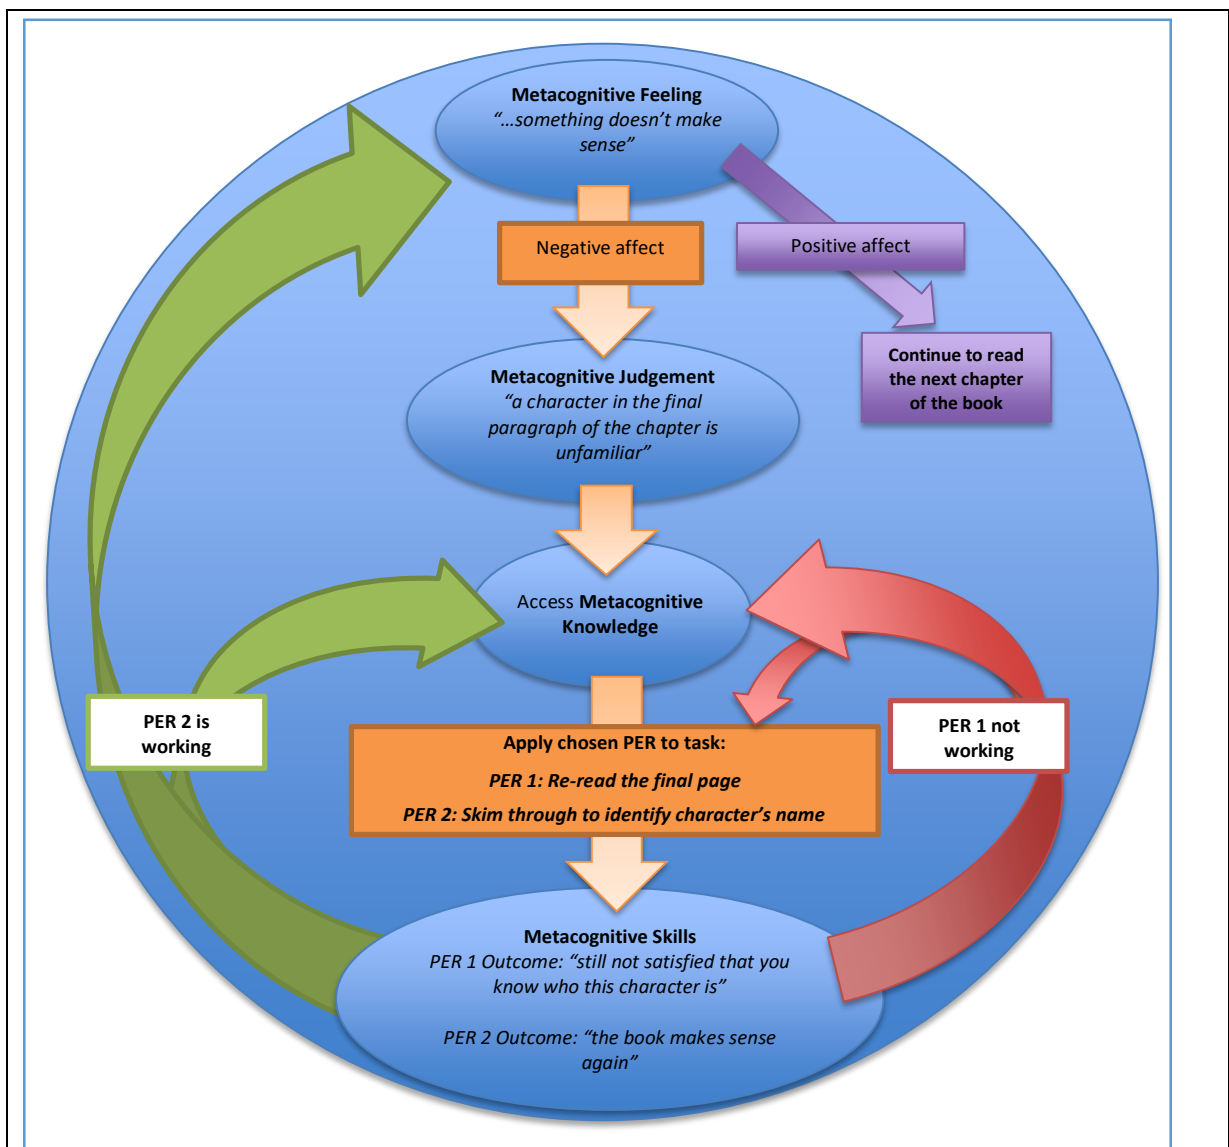 Metacognitive Feeling
“…something doesn’t make
sense”
Negative affect
Positive affect
Continue to read
the next chapter
of the book
Metacognitive Judgement
“a character in the final
paragraph of the chapter is
unfamiliar”
Access Metacognitive
Knowledge
PER 2 is
working
PER 1 not
working
Apply chosen PER to task:
PER 1: Re-read the final page
PER 2: Skim through to identify character’s name
Metacognitive Skills
PER 1 Outcome: “still not satisfied that you
know who this character is”
PER 2 Outcome: “the book makes sense
again”